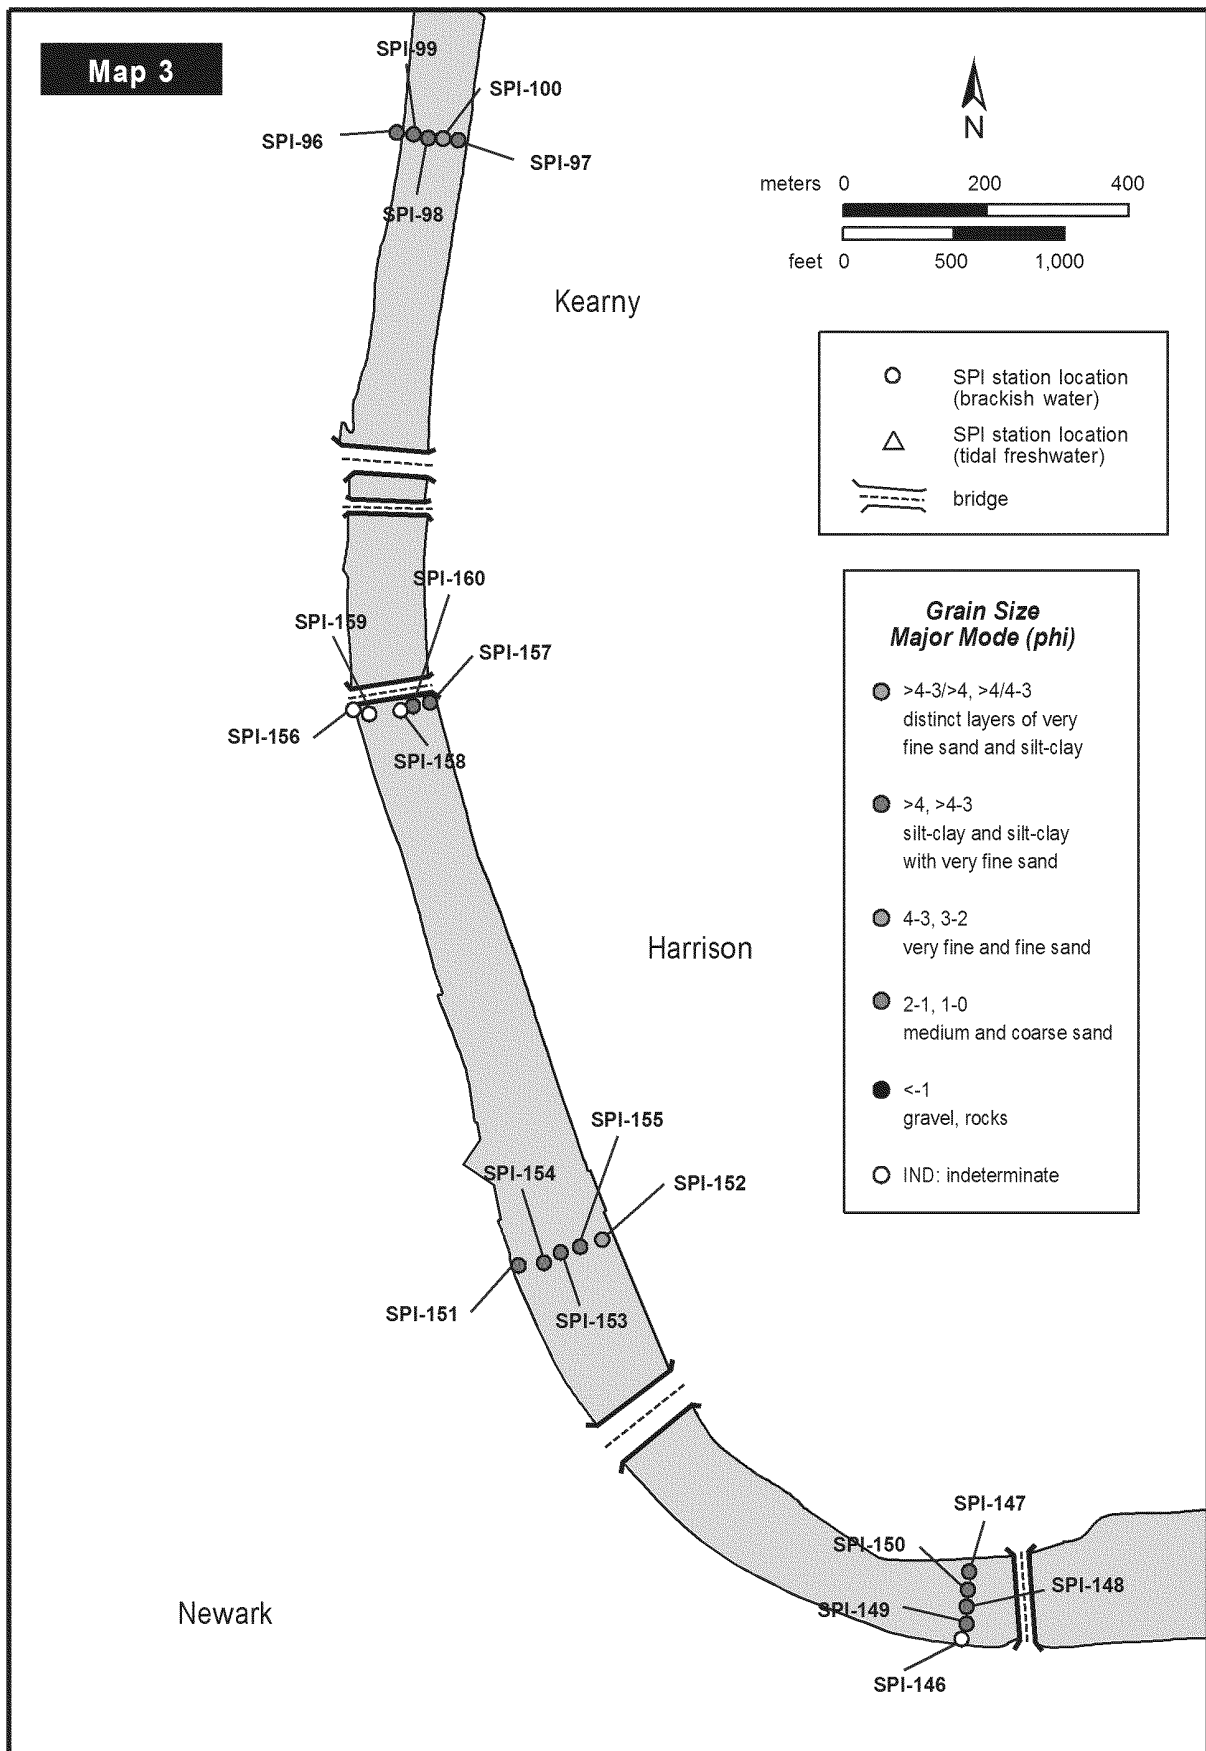 Map 3
SPI-99
SPI-100
SPI-96
SPI-97
SPI-98
N
meters 0 200 400
feet 0 500 1,000
Kearny
SPI station location
(brackish water)
SPI station location
(tidal freshwater)
bridge
SPI-160
SPI-159
SPI-157
SPI-156
SPI-158
Grain Size
Major Mode (phi)
>4-3/>4, >4/4-3
distinct layers of very
fine sand and silt-clay
>4, >4-3
silt-clay and silt-clay
with very fine sand
4-3, 3-2
very fine and fine sand
2-1, 1-0
medium and coarse sand
<-1
gravel, rocks
IND: indeterminate
Harrison
SPI-155
SPI-154
SPI-152
SPI-151
SPI-153
SPI-147
SPI-150
SPI-148
SPI-149
SPI-146
Newark